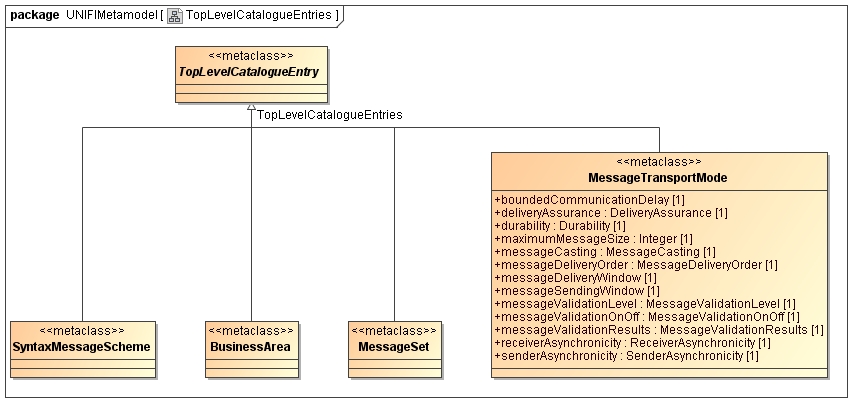 package UNIFIMetamodel [ TopLevelCatalogueEntries ]
<<metaclass>>
TopLevelCatalogueEntry
TopLevelCatalogueEntries
<<metaclass>>
MessageTransportMode
+boundedCommunicationDelay [1]
+deliveryAssurance : DeliveryAssurance [1]
+durability : Durability [1]
+maximumMessageSize : Integer [1]
+messageCasting : MessageCasting [1]
+messageDeliveryOrder : MessageDeliveryOrder [1]
+messageDeliveryWindow [1]
+messageSendingWindow [1]
+messageValidationLevel : MessageValidationLevel [1]
+messageValidationOnOff : MessageValidationOnOff [1]
+messageValidationResults : MessageValidationResults [1]
+receiverAsynchronicity : ReceiverAsynchronicity [1]
+senderAsynchronicity : SenderAsynchronicity [1]
<<metaclass>>
SyntaxMessageScheme
<<metaclass>>
BusinessArea
<<metaclass>>
MessageSet